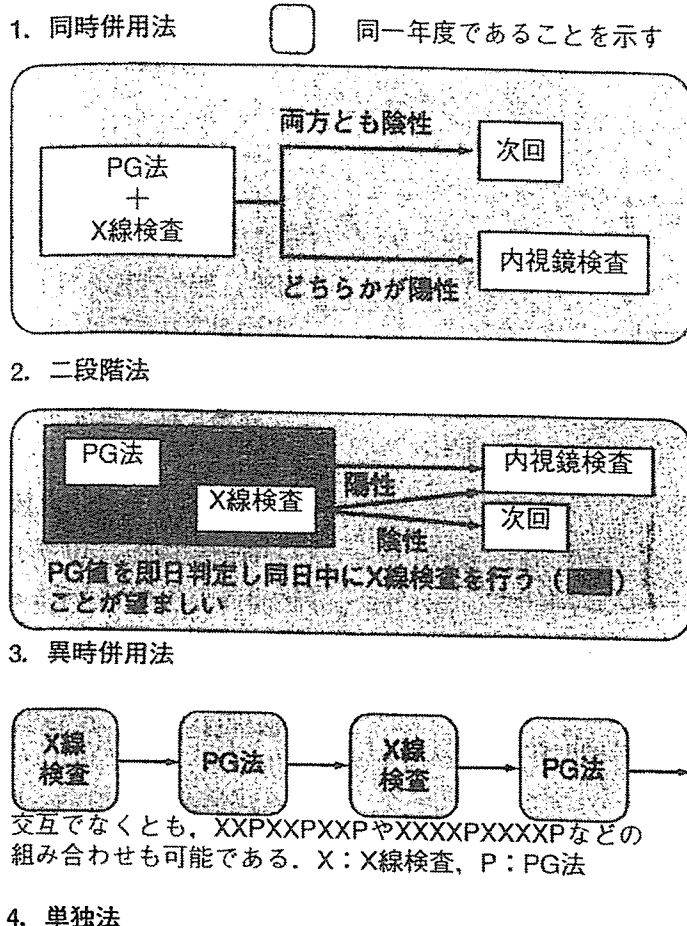 1. 同時併用法
同一年度であることを示す
PG法
＋
X線検査
両方とも陰性
次回
どちらかが陽性
内視鏡検査
2. 二段階法
PG法
X線検査
陽性
陰性
内視鏡検査
次回
PG値を即日判定し同日中にX線検査を行う（　）
ことが望ましい
3. 異時併用法
X線
検査
PG法
X線
検査
PG法
交互でなくとも，XXPXXPXXPやXXXXPXXXXPなどの
組み合わせも可能である．X：X線検査，P：PG法
4. 単独法